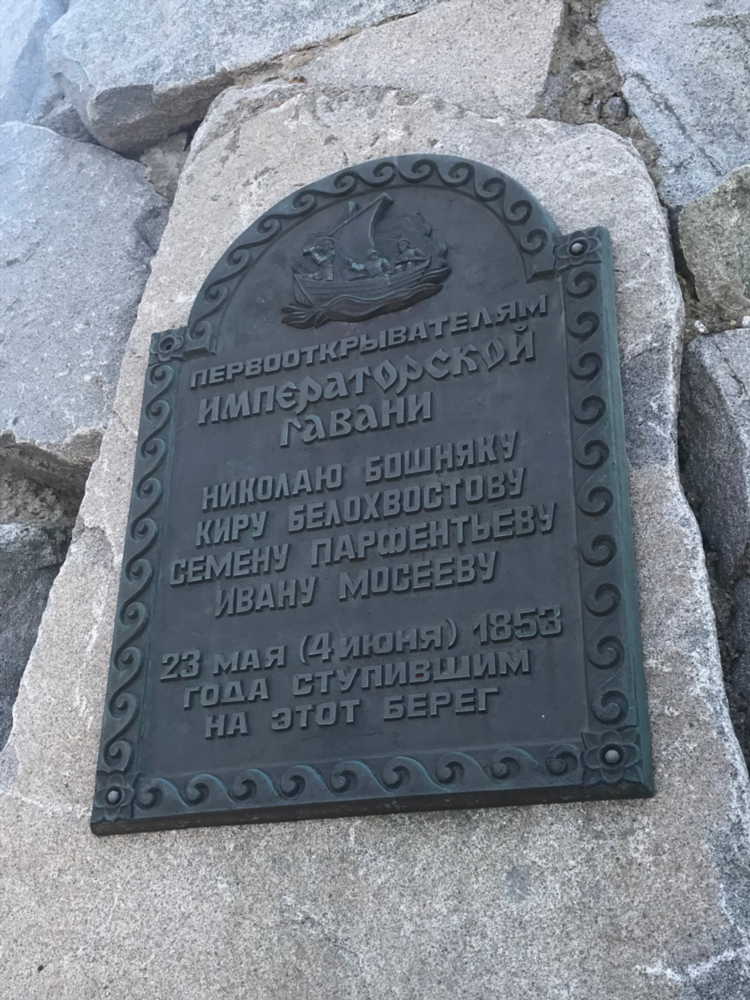 ПЕРВООТКРЫВАТЕЛЯМ
ИМПЕРАТОРСКОЙ
ГАВАНИ
НИКОЛАЮ БОШНЯКУ
КИРУ БЕЛОХВОСТОВУ
СЕМЕНУ ПАРФЕНТЬЕВУ
ИВАНУ МОСЕЕВУ
23 МАЯ (4 ИЮНЯ) 1853
ГОДА СТУПИВШИМ
НА ЭТОТ БЕРЕГ